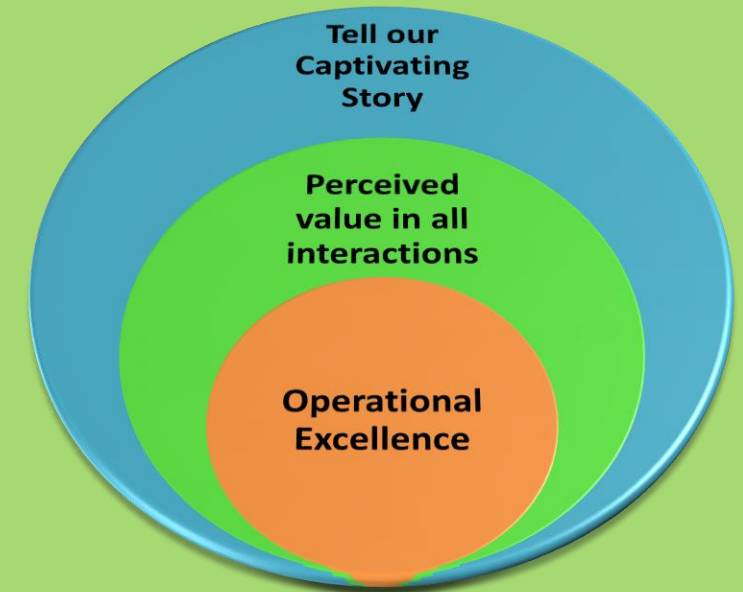 Tell our
Captivating
Story
Perceived
value in all
interactions
Operational
Excellence